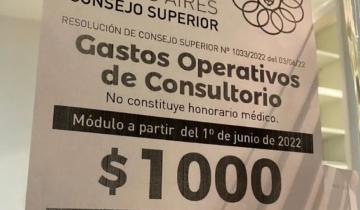 AIRES
CONSEJO SUPERIOR
RESOLUCIÓN DE CONSEJO SUPERIOR Nº 1033/2022 del 03/06/22
Gastos Operativos
de Consultorio
No constituye honorario médico.
Módulo a partir del 1º de junio de 2022
$1000